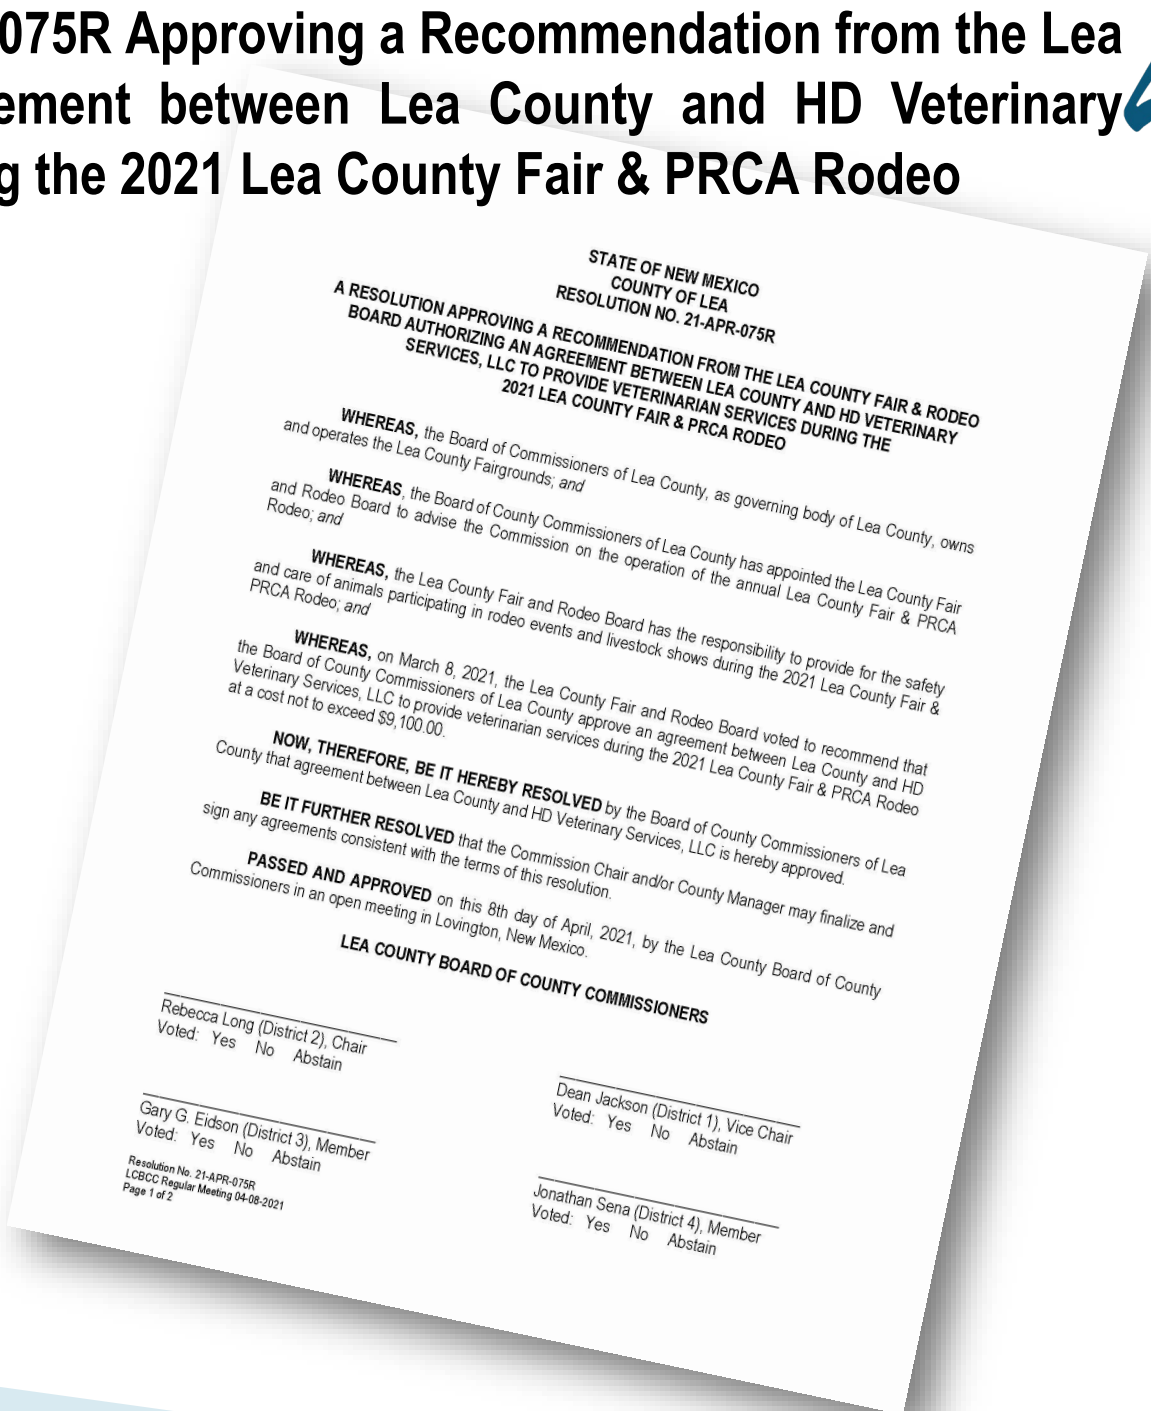 075R Approving a Recommendation from the Lea
ement between Lea County and HD Veterinary
g the 2021 Lea County Fair & PRCA Rodeo
STATE OF NEW MEXICO
COUNTY OF LEA
RESOLUTION NO. 21-APR-075R
A RESOLUTION APPROVING A RECOMMENDATION FROM THE LEA COUNTY FAIR & RODEO
BOARD AUTHORIZING AN AGREEMENT BETWEEN LEA COUNTY AND HD VETERINARY
SERVICES, LLC TO PROVIDE VETERINARIAN SERVICES DURING THE
2021 LEA COUNTY FAIR & PRCA RODEO
WHEREAS, the Board of Commissioners of Lea County, as governing body of Lea County, owns
and operates the Lea County Fairgrounds; and
WHEREAS, the Board of County Commissioners of Lea County has appointed the Lea County Fair
and Rodeo Board to advise the Commission on the operation of the annual Lea County Fair & PRCA
Rodeo; and
WHEREAS, the Lea County Fair and Rodeo Board has the responsibility to provide for the safety
and care of animals participating in rodeo events and livestock shows during the 2021 Lea County Fair &
PRCA Rodeo; and
WHEREAS, on March 8, 2021, the Lea County Fair and Rodeo Board voted to recommend that
the Board of County Commissioners of Lea County approve an agreement between Lea County and HD
Veterinary Services, LLC to provide veterinarian services during the 2021 Lea County Fair & PRCA Rodeo
at a cost not to exceed $9,100.00.
NOW, THEREFORE, BE IT HEREBY RESOLVED by the Board of County Commissioners of Lea
County that agreement between Lea County and HD Veterinary Services, LLC is hereby approved.
BE IT FURTHER RESOLVED that the Commission Chair and/or County Manager may finalize and
sign any agreements consistent with the terms of this resolution.
PASSED AND APPROVED on this 8th day of April, 2021, by the Lea County Board of County
Commissioners in an open meeting in Lovington, New Mexico.
LEA COUNTY BOARD OF COUNTY COMMISSIONERS
Rebecca Long (District 2), Chair
Voted: Yes No Abstain
Dean Jackson (District 1), Vice Chair
Voted: Yes No Abstain
Gary G. Eidson (District 3), Member
Voted: Yes No Abstain
Jonathan Sena (District 4), Member
Voted: Yes No Abstain
Resolution No. 21-APR-075R
LCBCC Regular Meeting 04-08-2021
Page 1 of 2